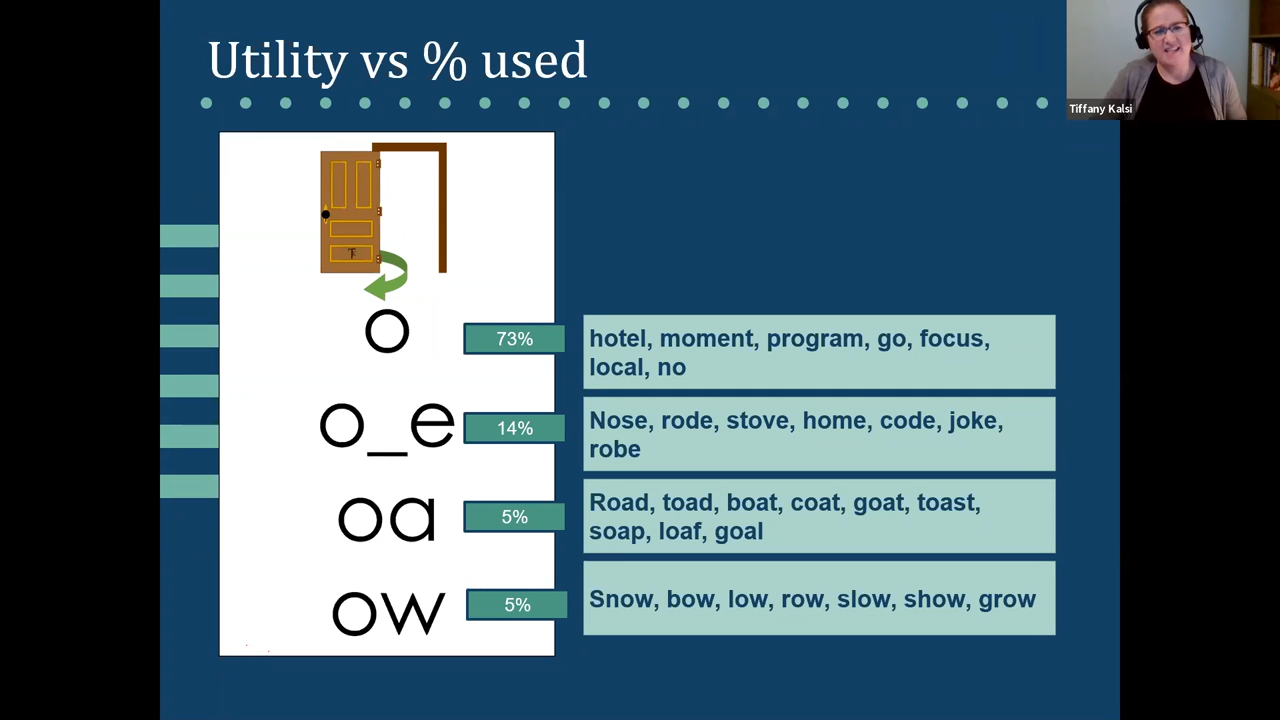 Utility vs % used
Tiffany Kalsi
o
73%
hotel, moment, program, go, focus,
local, no
o_e
14%
Nose, rode, stove, home, code, joke,
robe
oa
5%
Road, toad, boat, coat, goat, toast,
soap, loaf, goal
ow
5%
Snow, bow, low, row, slow, show, grow